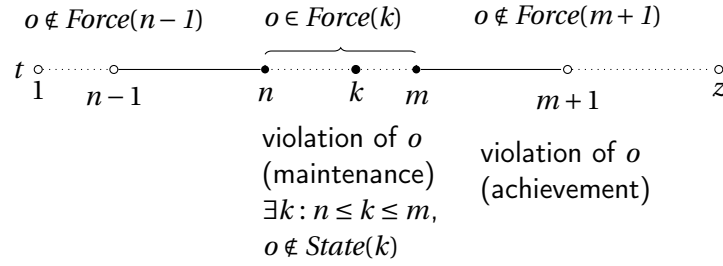 o ∉ Force(n − 1) o ∈ Force(k) o ∉ Force(m + 1)
t
1 n − 1 n k m m + 1 z
violation of o
(maintenance)
∃k : n ≤ k ≤ m,
o ∉ State(k)
violation of o
(achievement)